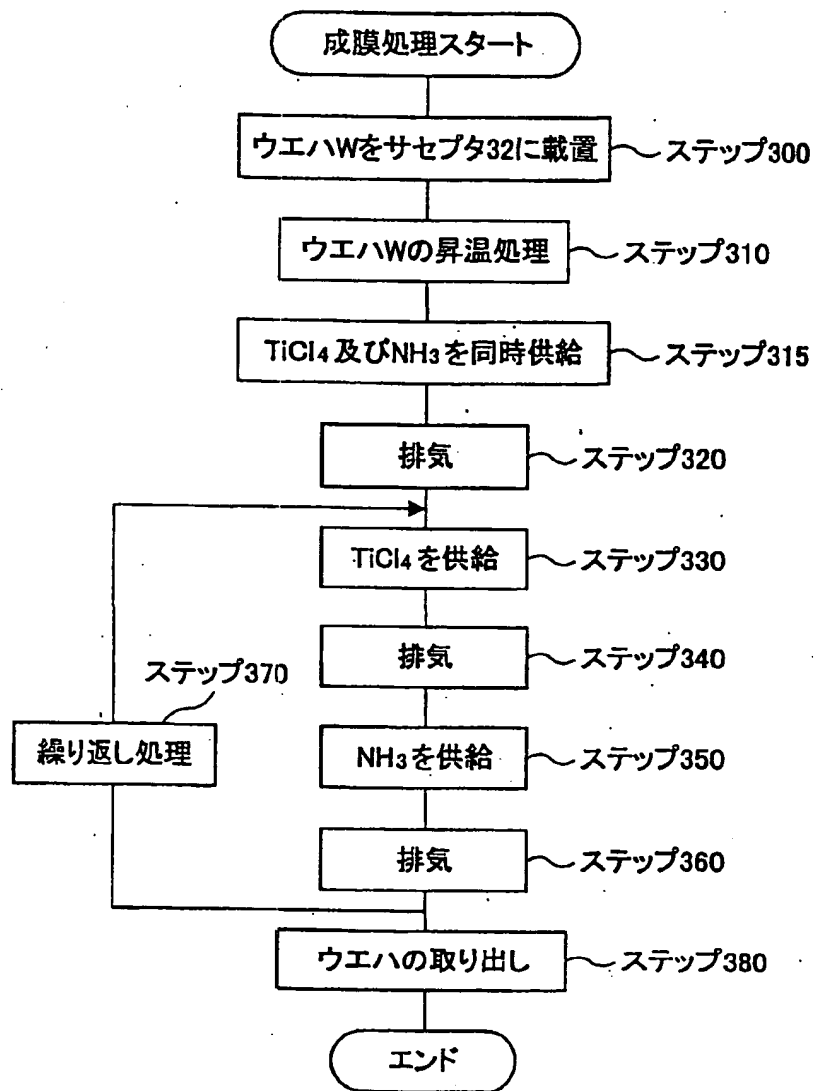 成膜処理スタート
ウエハWをサセプタ32に載置
ステップ300
ウエハWの昇温処理
ステップ310
TiCl4及びNH3を同時供給
ステップ315
排気
ステップ320
TiCl4を供給
ステップ330
排気
ステップ340
ステップ370
繰り返し処理
NH3を供給
ステップ350
排気
ステップ360
ウエハの取り出し
ステップ380
エンド